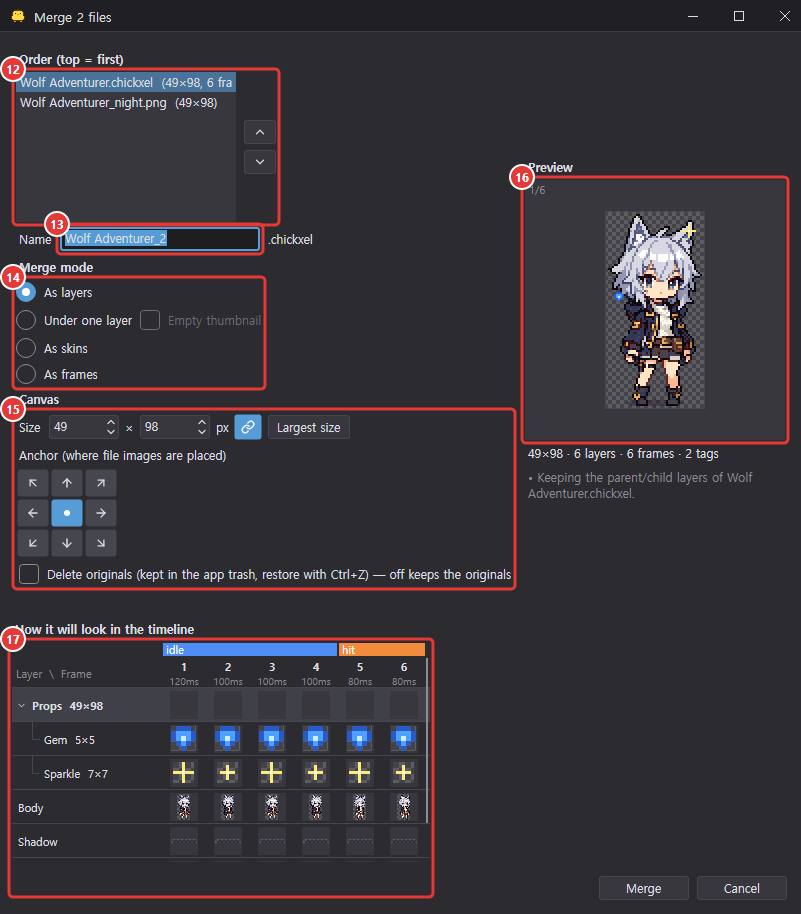 Merge 2 files
Order (top = first)
12
Wolf Adventurer.chickxel (49×98, 6 fra
Wolf Adventurer_night.png (49×98)
13
Name Wolf Adventurer_2 .chickxel
Merge mode
14
As layers
Under one layer Empty thumbnail
As skins
As frames
Canvas
15
Size 49 × 98 px Largest size
Anchor (where file images are placed)
Delete originals (kept in the app trash, restore with Ctrl+Z) — off keeps the originals
Preview
16
1/6
49×98 · 6 layers · 6 frames · 2 tags
• Keeping the parent/child layers of Wolf
Adventurer.chickxel.
How it will look in the timeline
17
idle hit
Layer \ Frame 1 2 3 4 5 6
120ms 100ms 100ms 100ms 80ms 80ms
Props 49×98
Gem 5×5
Sparkle 7×7
Body
Shadow
Merge Cancel